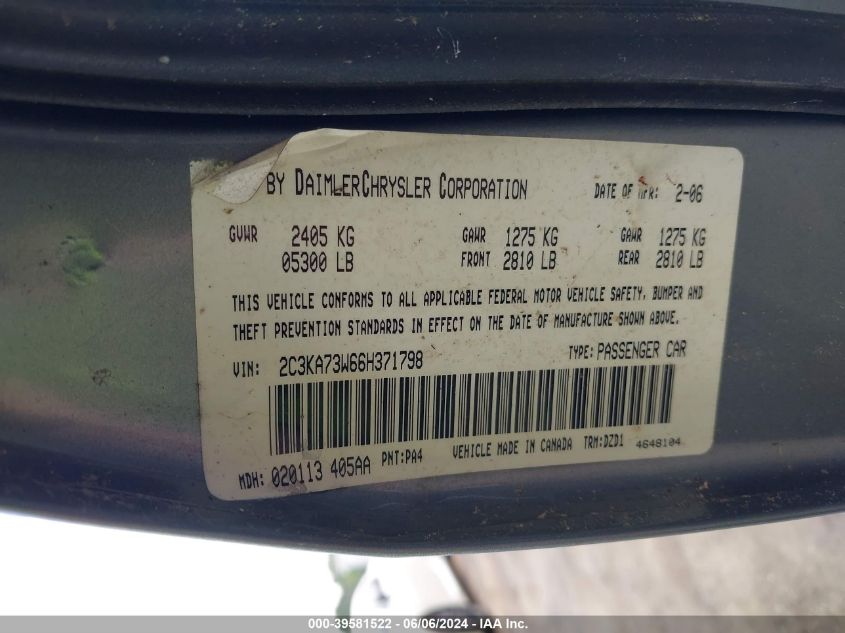 BY DAIMLERCHRYSLER CORPORATION DATE OF MFR: 2-06
GVWR 2405 KG GAWR 1275 KG GAWR 1275 KG
05300 LB FRONT 2810 LB REAR 2810 LB
THIS VEHICLE CONFORMS TO ALL APPLICABLE FEDERAL MOTOR VEHICLE SAFETY, BUMPER AND
THEFT PREVENTION STANDARDS IN EFFECT ON THE DATE OF MANUFACTURE SHOWN ABOVE.
VIN: 2C3KA73W66H371798 TYPE: PASSENGER CAR
MDH: 020113 405AA PNT:PA4 VEHICLE MADE IN CANADA TRM:DZD1 4648104
000-39581522 - 06/06/2024 - IAA Inc.